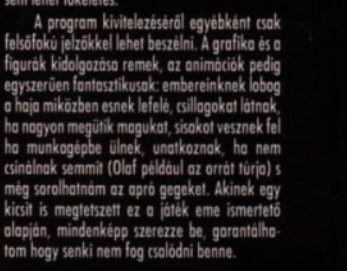 sem lehet tökéletes.
A program kivitelezéséről egyébként csak
felsőfokú jelzőkkel lehet beszélni. A grafika és a
figurák kidolgozása remek, az animációk pedig
egyszerűen fantasztikusak: embereinknek lobog
a haja miközben esnek lefelé, csillagokat látnak,
ha nagyon megütik magukat, sisakot vesznek fel
ha munkagépbe ülnek, unatkoznak, ha nem
csinálnak semmit (Olaf például az orrát túrja) s
még sorolhatnám az apró gegeket. Akinek egy
kicsit is megtetszett ez a játék eme ismertető
alapján, mindenképp szerezze be, garantálha-
tom hogy senki nem fog csalódni benne.